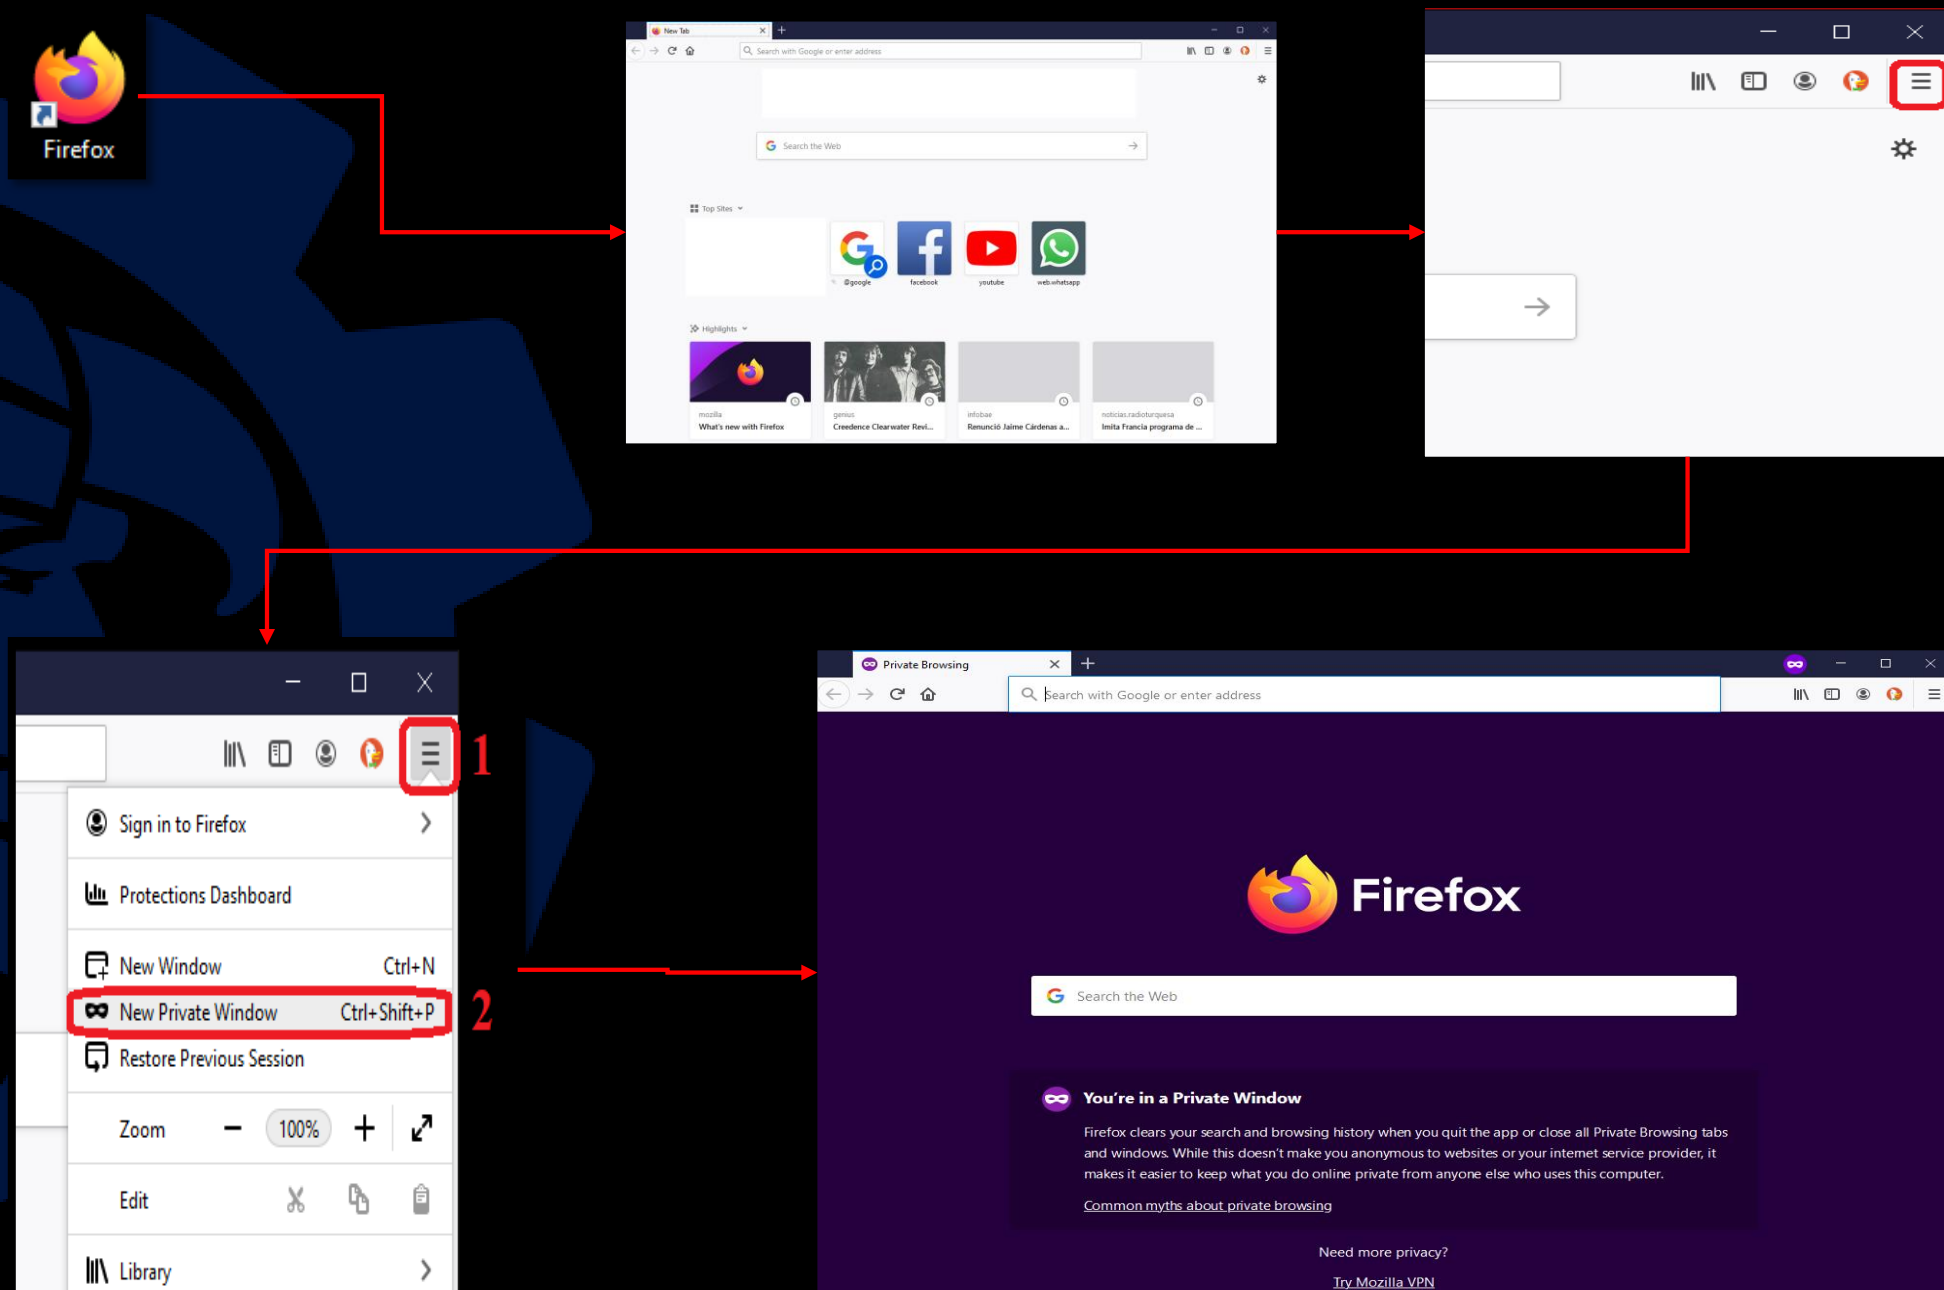 Firefox
New Tab
Search with Google or enter address
Search the Web
Top Sites
@google
facebook
youtube
web.whatsapp
Highlights
mozilla
What's new with Firefox
genius
Creedence Clearwater Revi...
infobae
Renunció Jaime Cárdenas a...
noticias.radioturquesa
Imita Francia programa de ...
1
Sign in to Firefox
Protections Dashboard
New Window Ctrl+N
New Private Window Ctrl+Shift+P
2
Restore Previous Session
Zoom 100%
Edit
Library
Private Browsing
Search with Google or enter address
Firefox
Search the Web
You're in a Private Window
Firefox clears your search and browsing history when you quit the app or close all Private Browsing tabs
and windows. While this doesn't make you anonymous to websites or your internet service provider, it
makes it easier to keep what you do online private from anyone else who uses this computer.
Common myths about private browsing
Need more privacy?
Try Mozilla VPN